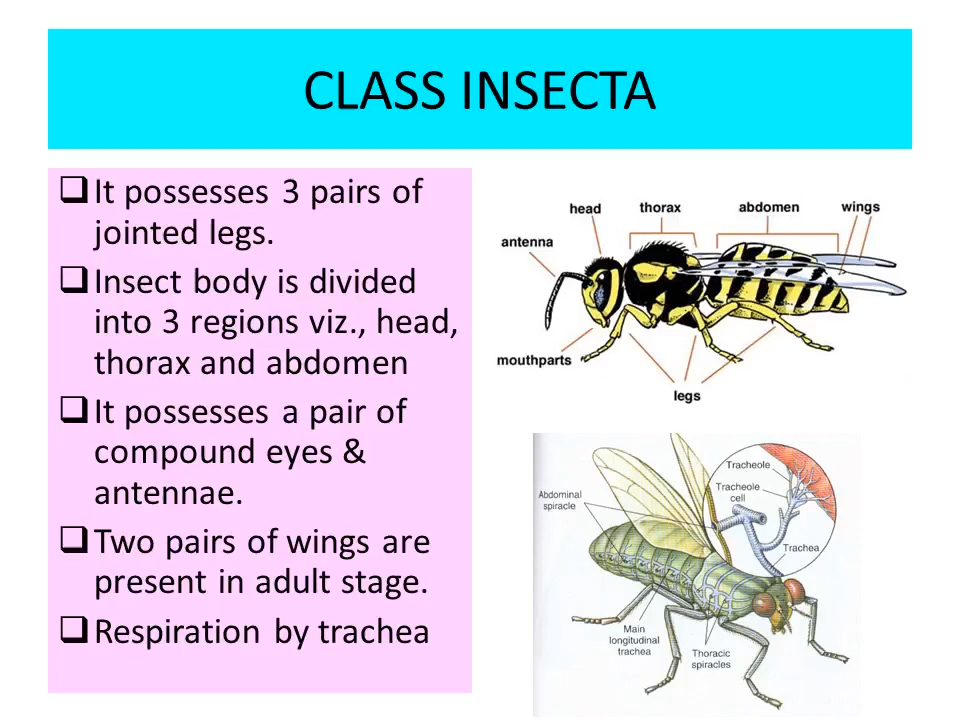 CLASS INSECTA
❑It possesses 3 pairs of
jointed legs.
❑Insect body is divided
into 3 regions viz., head,
thorax and abdomen
❑It possesses a pair of
compound eyes &
antennae.
❑Two pairs of wings are
present in adult stage.
❑Respiration by trachea
head
thorax
abdomen
wings
antenna
mouthparts
legs
Tracheole
Tracheole
cell
Abdominal
spiracle
Trachea
Main
longitudinal
trachea
Thoracic
spiracles